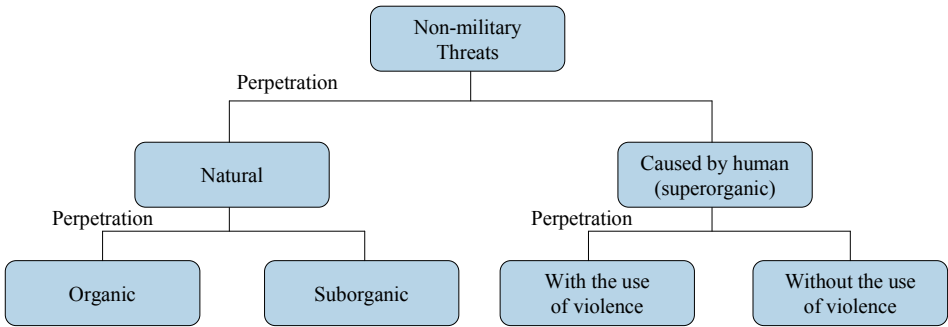 Non-military
Threats
Perpetration
Natural
Caused by human
(superorganic)
Perpetration
Perpetration
Organic
Suborganic
With the use
of violence
Without the use
of violence